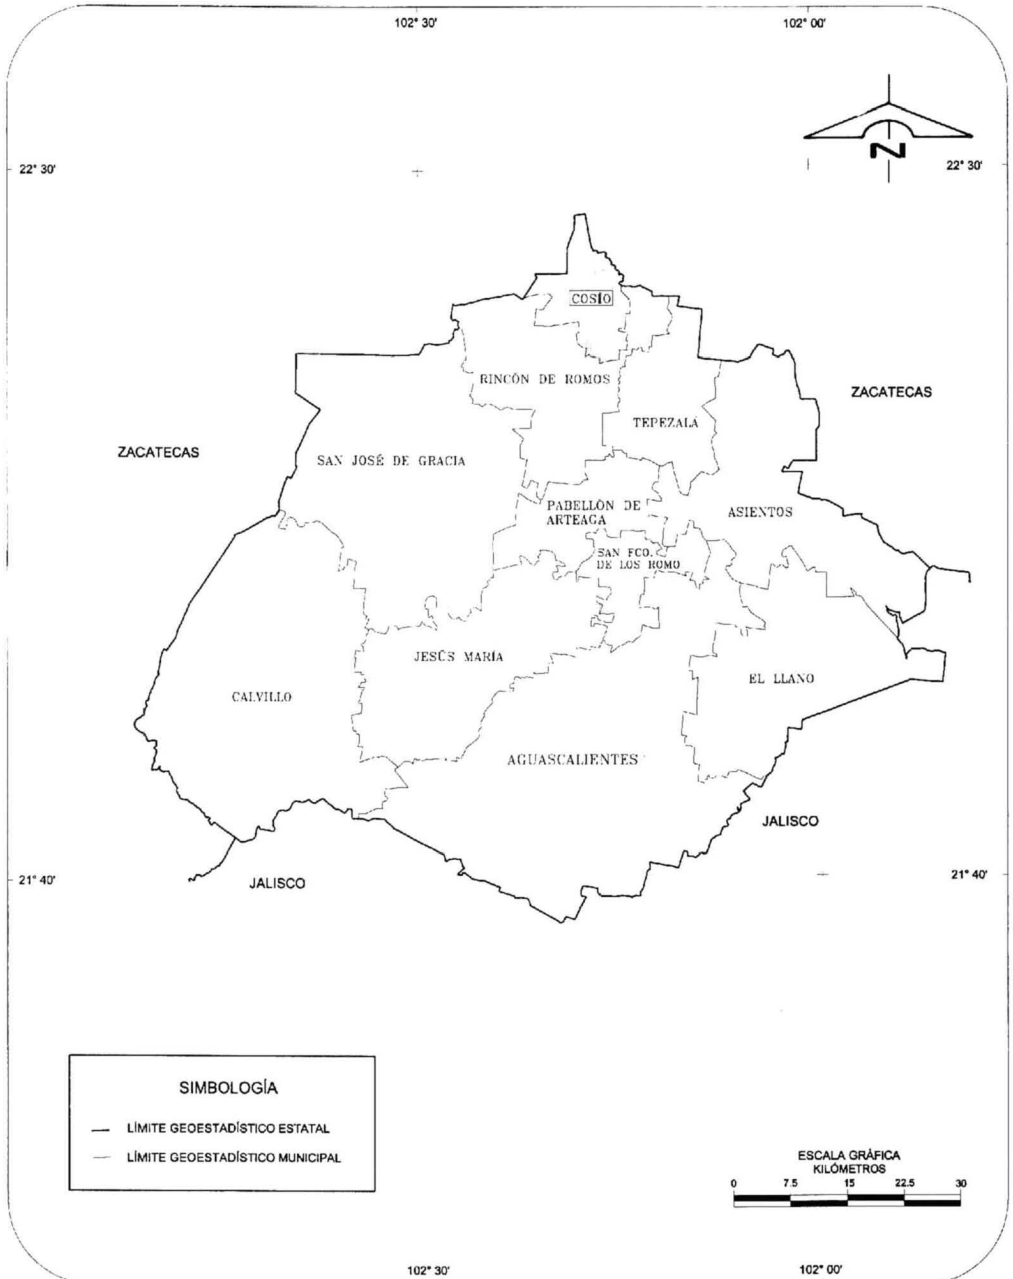 102° 30'
102° 00'
N
22° 30'
22° 30'
COSÍO
RINCÓN DE ROMOS
ZACATECAS
TEPEZALÁ
ZACATECAS
SAN JOSÉ DE GRACIA
PABELLÓN DE
ARTEAGA
ASIENTOS
SAN FCO.
DE LOS ROMO
JESÚS MARÍA
EL LLANO
CALVILLO
AGUASCALIENTES
JALISCO
21° 40'
JALISCO
21° 40'
SIMBOLOGÍA
LÍMITE GEOESTADÍSTICO ESTATAL
LÍMITE GEOESTADÍSTICO MUNICIPAL
ESCALA GRÁFICA
KILÓMETROS
0 7.5 15 22.5 30
102° 30'
102° 00'